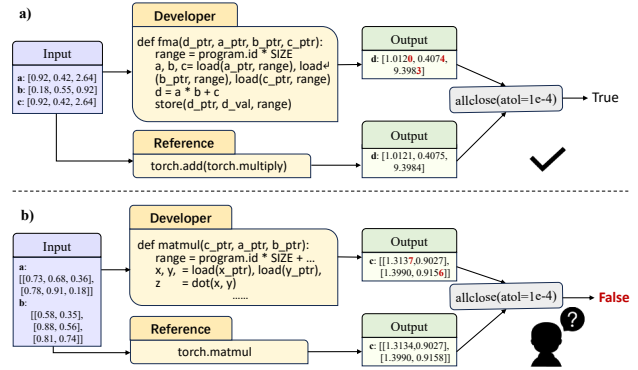 a)
Developer
def fma(d_ptr, a_ptr, b_ptr, c_ptr):
range = program.id * SIZE
a, b, c= load(a_ptr, range), load↵
(b_ptr, range), load(c_ptr, range)
d = a * b + c
store(d_ptr, d_val, range)
Input
a: [0.92, 0.42, 2.64]
b: [0.18, 0.55, 0.92]
c: [0.92, 0.42, 2.64]
Output
d: [1.0120, 0.4074,
9.3983]
allclose(atol=1e-4)
True
Reference
torch.add(torch.multiply)
Output
d: [1.0121, 0.4075,
9.3984]
b)
Developer
def matmul(c_ptr, a_ptr, b_ptr):
range = program.id * SIZE + ...
x, y, = load(x_ptr), load(y_ptr),
z = dot(x, y)
......
Input
a:
[[0.73, 0.68, 0.36],
[0.78, 0.91, 0.18]]
b:
[[0.58, 0.35],
[0.88, 0.56],
[0.81, 0.74]]
Output
c: [[1.3137,0.9027],
[1.3990, 0.9156]]
allclose(atol=1e-4)
False
?
Reference
torch.matmul
Output
c: [[1.3134,0.9027],
[1.3990, 0.9158]]